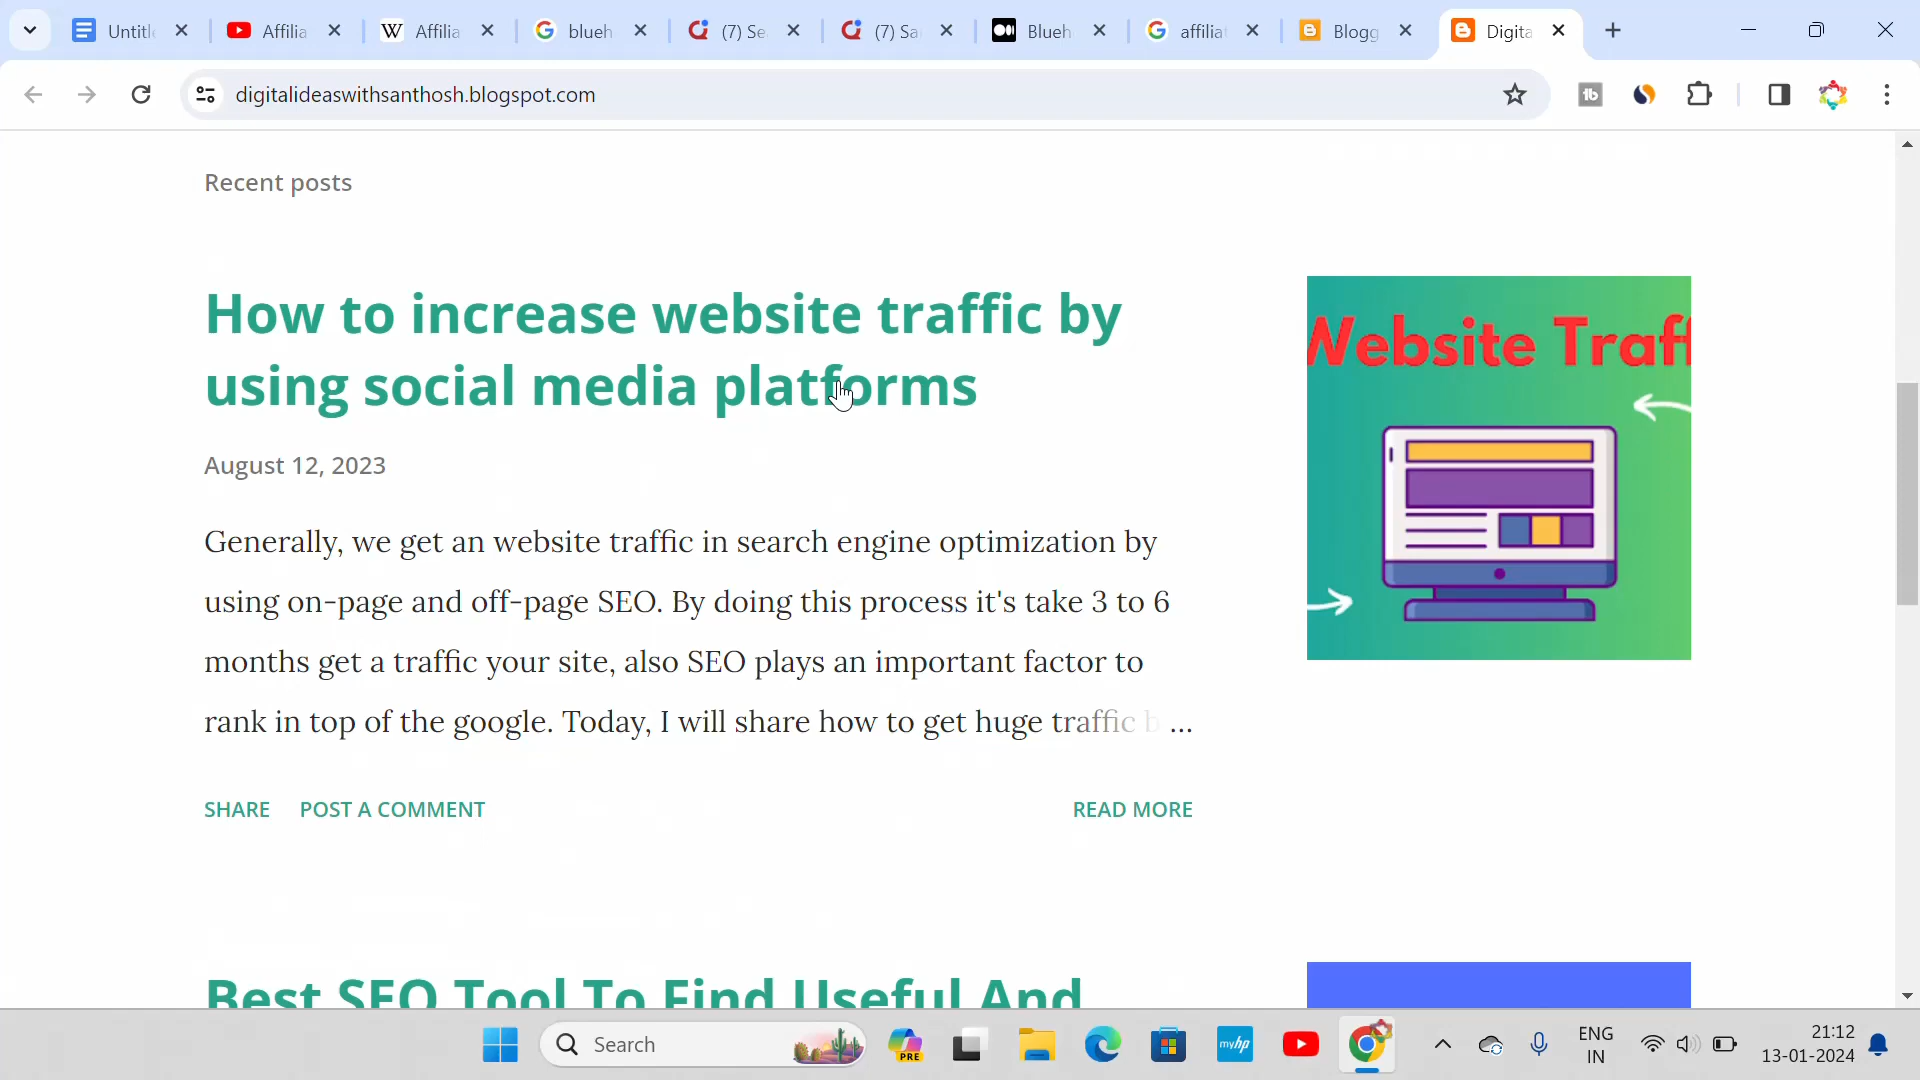 Untitl
Affilia
Affilia
blueh
(7) Se
(7) Sa
Blueh
affiliat
Blogg
Digita
digitalideaswithsanthosh.blogspot.com
Recent posts
How to increase website traffic by
using social media platforms
August 12, 2023
Generally, we get an website traffic in search engine optimization by
using on-page and off-page SEO. By doing this process it's take 3 to 6
months get a traffic your site, also SEO plays an important factor to
rank in top of the google. Today, I will share how to get huge traffic b ...
SHARE POST A COMMENT READ MORE
Website Traff
Best SEO Tool To Find Useful And
Search
PRE
myhp
ENG
IN
21:12
13-01-2024